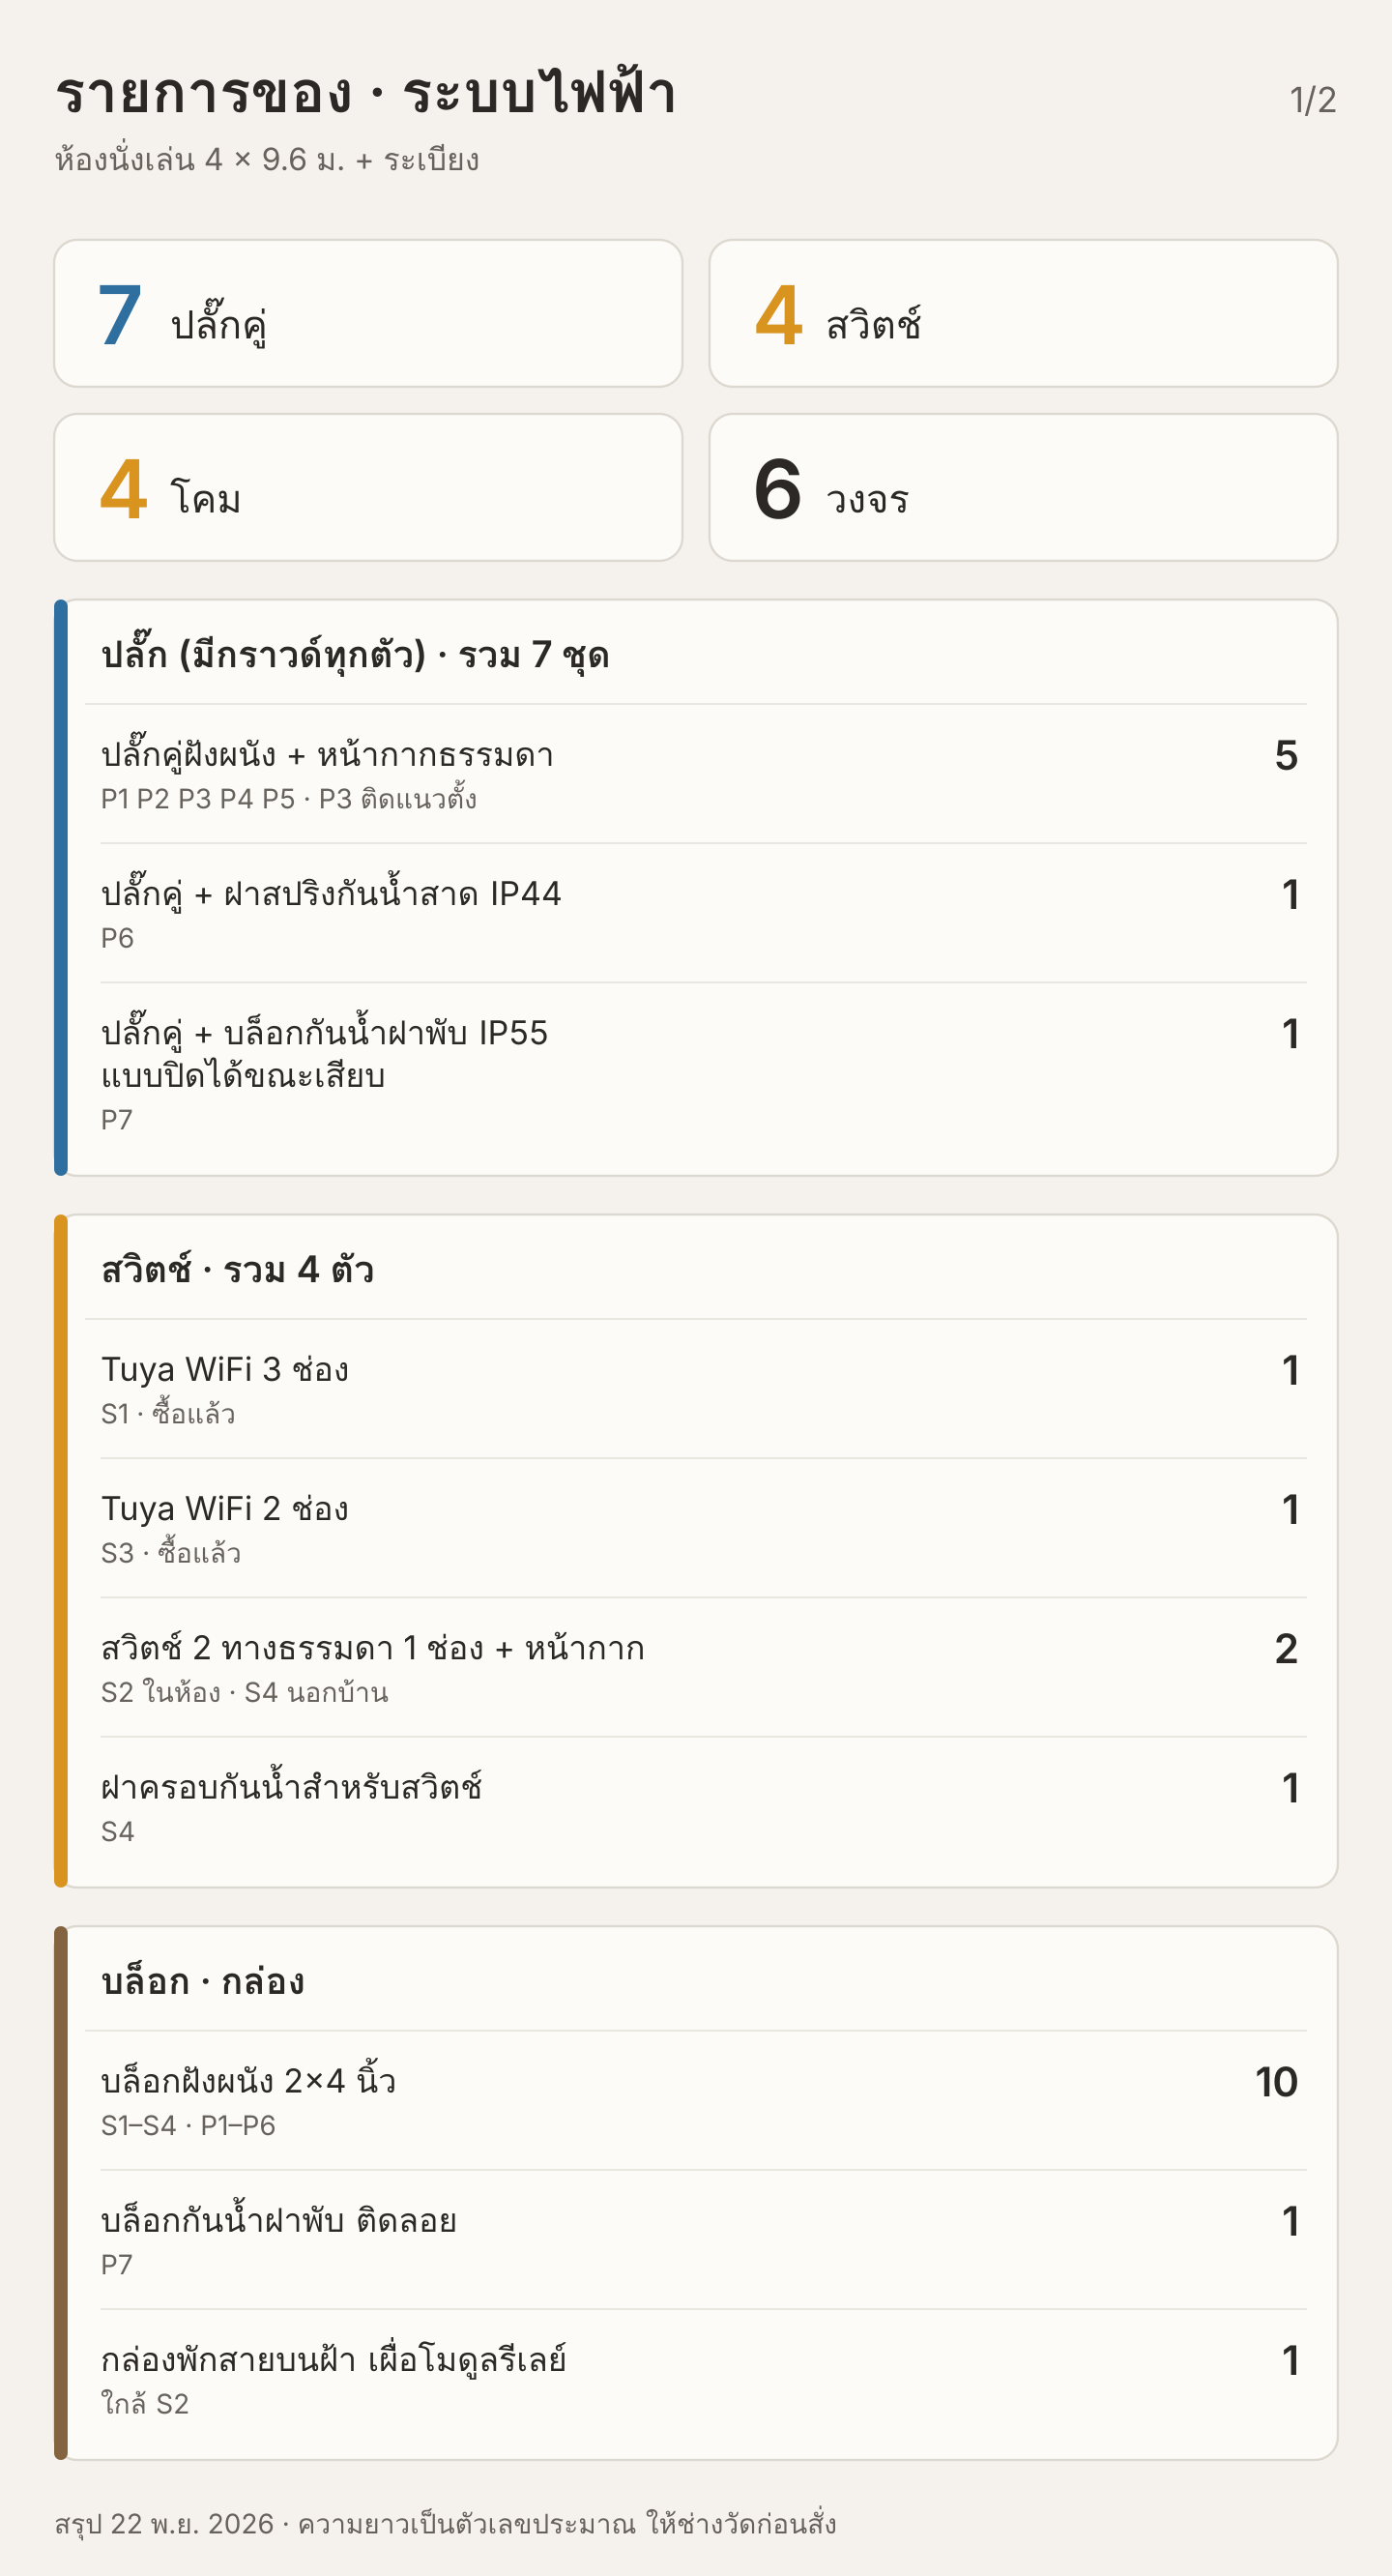 รายการของ · ระบบไฟฟ้า
1/2
ห้องนั่งเล่น 4 × 9.6 ม. + ระเบียง
7 ปลั๊กคู่
4 สวิตช์
4 โคม
6 วงจร
ปลั๊ก (มีกราวด์ทุกตัว) · รวม 7 ชุด
ปลั๊กคู่ฝังผนัง + หน้ากากธรรมดา 5
P1 P2 P3 P4 P5 · P3 ติดแนวตั้ง
ปลั๊กคู่ + ฝาสปริงกันน้ำสาด IP44 1
P6
ปลั๊กคู่ + บล็อกกันน้ำฝาพับ IP55 1
แบบปิดได้ขณะเสียบ
P7
สวิตช์ · รวม 4 ตัว
Tuya WiFi 3 ช่อง 1
S1 · ซื้อแล้ว
Tuya WiFi 2 ช่อง 1
S3 · ซื้อแล้ว
สวิตช์ 2 ทางธรรมดา 1 ช่อง + หน้ากาก 2
S2 ในห้อง · S4 นอกบ้าน
ฝาครอบกันน้ำสำหรับสวิตช์ 1
S4
บล็อก · กล่อง
บล็อกฝังผนัง 2×4 นิ้ว 10
S1–S4 · P1–P6
บล็อกกันน้ำฝาพับ ติดลอย 1
P7
กล่องพักสายบนฝ้า เผื่อโมดูลรีเลย์ 1
ใกล้ S2
สรุป 22 พ.ย. 2026 · ความยาวเป็นตัวเลขประมาณ ให้ช่างวัดก่อนสั่ง